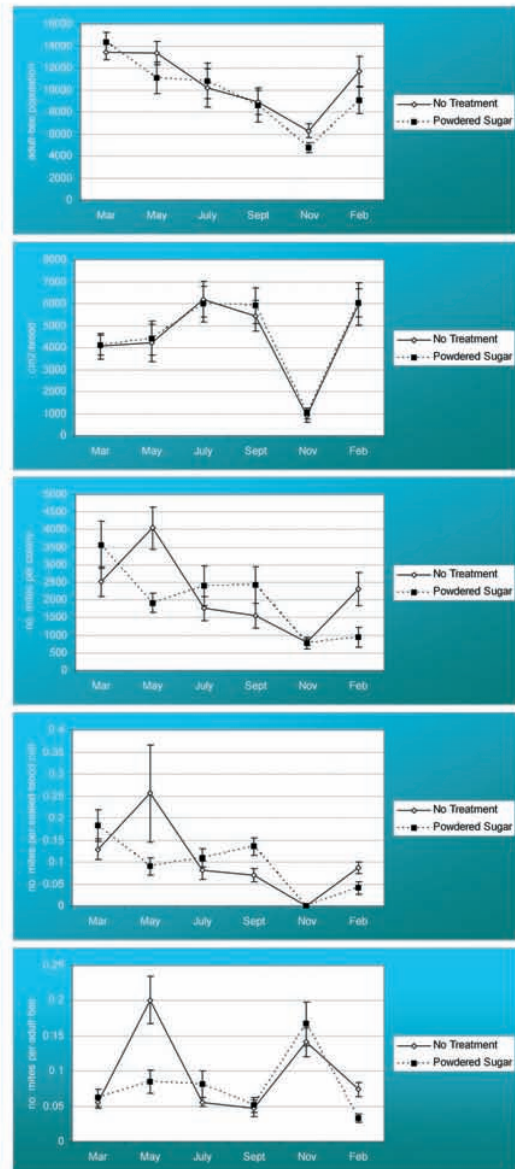 adult bee population
16000
14000
12000
10000
8000
6000
4000
2000
0
Mar May July Sept Nov Feb
No Treatment
Powdered Sugar
cm2 brood
8000
7000
6000
5000
4000
3000
2000
1000
0
Mar May July Sept Nov Feb
No Treatment
Powdered Sugar
no. mites per colony
5000
4500
4000
3500
3000
2500
2000
1500
1000
500
0
Mar May July Sept Nov Feb
No Treatment
Powdered Sugar
no. mites per sealed brood cell
0.4
0.35
0.3
0.25
0.2
0.15
0.1
0.05
0
Mar May July Sept Nov Feb
No Treatment
Powdered Sugar
no. mites per adult bee
0.25
0.2
0.15
0.1
0.05
0
Mar May July Sept Nov Feb
No Treatment
Powdered Sugar